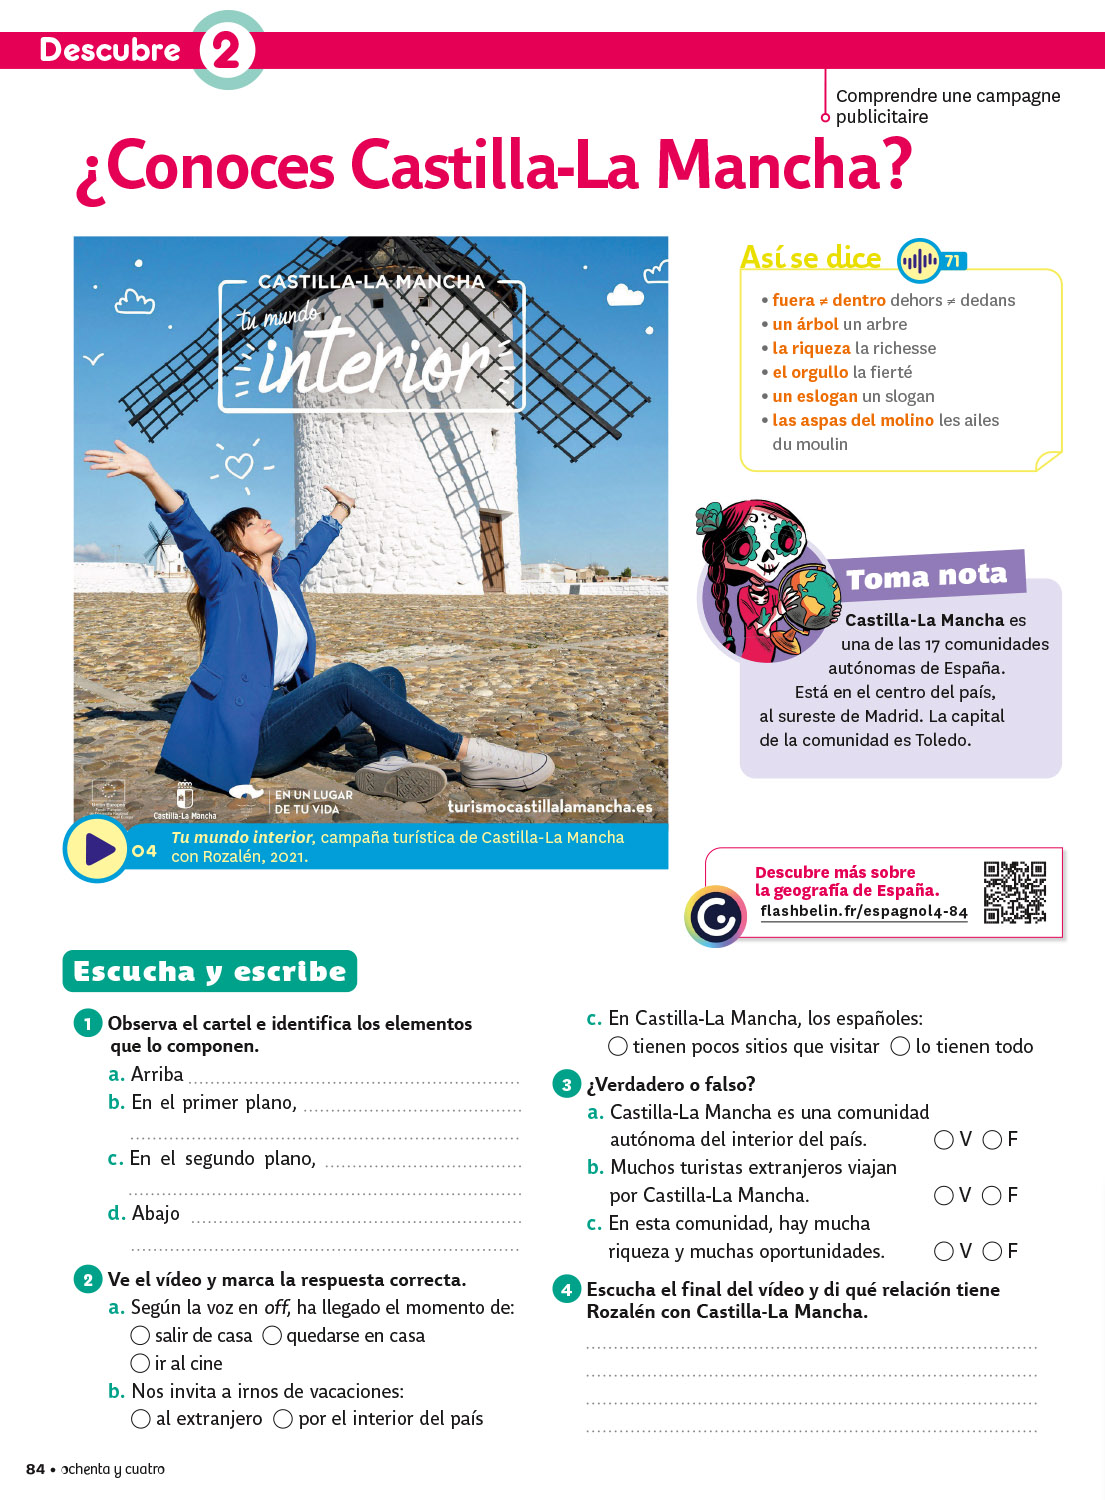 Descubre 2
Comprendre une campagne
publicitaire
¿Conoces Castilla-La Mancha?
CASTILLA-LA MANCHA
tu mundo
interior
Castilla-La Mancha
EN UN LUGAR
DE TU VIDA
turismocastillalamancha.es
04
Tu mundo interior, campaña turística de Castilla-La Mancha
con Rozalén, 2021.
Así se dice 71
• fuera ≠ dentro dehors ≠ dedans
• un árbol un arbre
• la riqueza la richesse
• el orgullo la fierté
• un eslogan un slogan
• las aspas del molino les ailes
du moulin
Toma nota
Castilla-La Mancha es
una de las 17 comunidades
autónomas de España.
Está en el centro del país,
al sureste de Madrid. La capital
de la comunidad es Toledo.
Descubre más sobre
la geografía de España.
flashbelin.fr/espagnol4-84
Escucha y escribe
1 Observa el cartel e identifica los elementos
que lo componen.
a. Arriba
b. En el primer plano,
c. En el segundo plano,
d. Abajo
2 Ve el vídeo y marca la respuesta correcta.
a. Según la voz en off, ha llegado el momento de:
salir de casa quedarse en casa
ir al cine
b. Nos invita a irnos de vacaciones:
al extranjero por el interior del país
c. En Castilla-La Mancha, los españoles:
tienen pocos sitios que visitar lo tienen todo
3 ¿Verdadero o falso?
a. Castilla-La Mancha es una comunidad
autónoma del interior del país. V F
b. Muchos turistas extranjeros viajan
por Castilla-La Mancha. V F
c. En esta comunidad, hay mucha
riqueza y muchas oportunidades. V F
4 Escucha el final del vídeo y di qué relación tiene
Rozalén con Castilla-La Mancha.
84 • ochenta y cuatro